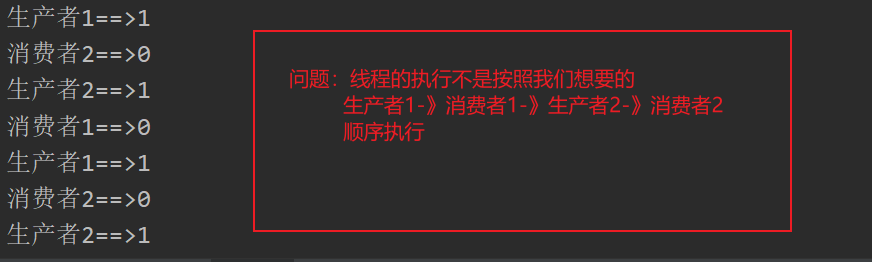 生产者1==>1
消费者2==>0
生产者2==>1
消费者1==>0
生产者1==>1
消费者2==>0
生产者2==>1
问题：线程的执行不是按照我们想要的
生产者1-》消费者1-》生产者2-》消费者2
顺序执行